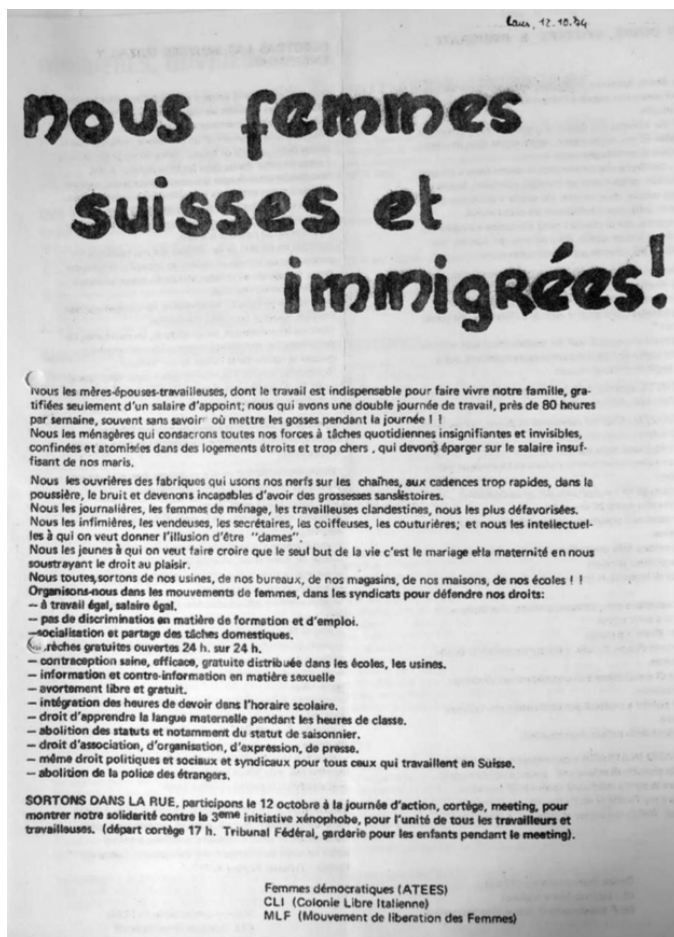 Laus, 12.10.74
nous femmes
suisses et
immigRées!
Nous les mères-épouses-travailleuses, dont le travail est indispensable pour faire vivre notre famille, gra-
tifiées seulement d'un salaire d'appoint; nous qui avons une double journée de travail, près de 80 heures
par semaine, souvent sans savoir où mettre les gosses pendant la journée ! !
Nous les ménagères qui consacrons toutes nos forces à tâches quotidiennes insignifiantes et invisibles,
confinées et atomisées dans des logements étroits et trop chers , qui devons éparger sur le salaire insuf-
fisant de nos maris.
Nous les ouvrières des fabriques qui usons nos nerfs sur les chaînes, aux cadences trop rapides, dans la
poussière, le bruit et devenons incapables d'avoir des grossesses sanshistoires.
Nous les journalières, les femmes de ménage, les travailleuses clandestines, nous les plus défavorisées.
Nous les infimières, les vendeuses, les secrétaires, les coiffeuses, les couturières; et nous les intellectuel-
les à qui on veut donner l'illusion d'être "dames".
Nous les jeunes à qui on veut faire croire que le seul but de la vie c'est le mariage et la maternité en nous
soustrayant le droit au plaisir.
Nous toutes,sortons de nos usines, de nos bureaux, de nos magasins, de nos maisons, de nos écoles ! !
Organisons-nous dans les mouvements de femmes, dans les syndicats pour défendre nos droits:
— à travail égal, salaire égal.
— pas de discriminatios en matière de formation et d'emploi.
—socialisation et partage des tâches domestiques.
rèches gratuites ouvertes 24 h. sur 24 h.
— contraception saine, efficace, gratuite distribuée dans les écoles, les usines.
— information et contre-information en matière sexuelle
— avortement libre et gratuit.
— intégration des heures de devoir dans l'horaire scolaire.
— droit d'apprendre la langue maternelle pendant les heures de classe.
— abolition des statuts et notamment du statut de saisonnier.
— droit d'association, d'organisation, d'expression, de presse.
— même droit politiques et sociaux et syndicaux pour tous ceux qui travaillent en Suisse.
— abolition de la police des étrangers.
SORTONS DANS LA RUE, participons le 12 octobre à la journée d'action, cortège, meeting, pour
montrer notre solidarité contre la 3eme initiative xénophobe, pour l'unité de tous les travailleurs et
travailleuses. (départ cortège 17 h. Tribunal Fédéral, garderie pour les enfants pendant le meeting).
Femmes démocratiques (ATEES)
CLI (Colonie Libre Italienne)
MLF (Mouvement de liberation des Femmes)